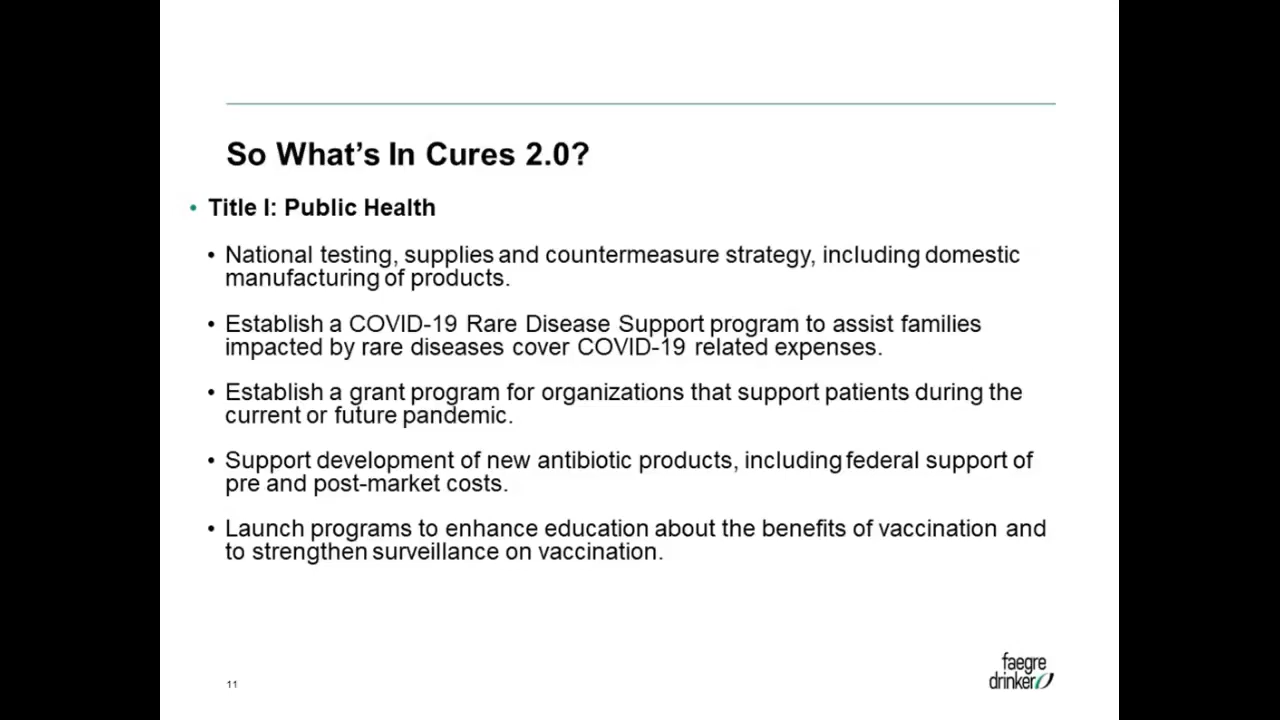 So What's In Cures 2.0?
• Title I: Public Health
• National testing, supplies and countermeasure strategy, including domestic
manufacturing of products.
• Establish a COVID-19 Rare Disease Support program to assist families
impacted by rare diseases cover COVID-19 related expenses.
• Establish a grant program for organizations that support patients during the
current or future pandemic.
• Support development of new antibiotic products, including federal support of
pre and post-market costs.
• Launch programs to enhance education about the benefits of vaccination and
to strengthen surveillance on vaccination.
11
faegre
drinker